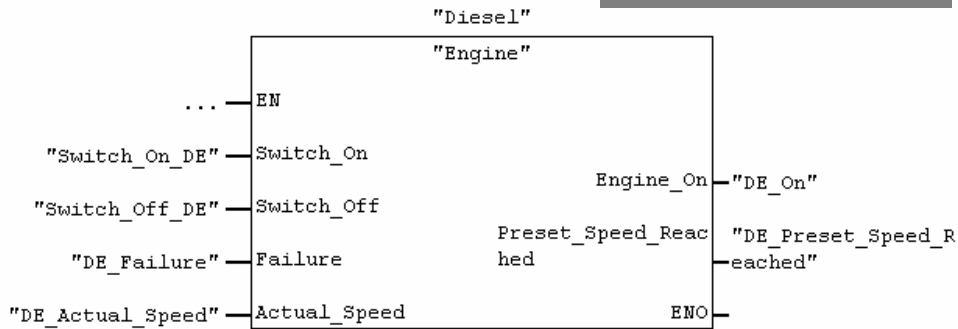 "Diesel"
"Engine"
... EN
"Switch_On_DE" Switch_On
Engine_On "DE_On"
"Switch_Off_DE" Switch_Off
Preset_Speed_Reac "DE_Preset_Speed_R
"DE_Failure" Failure hed eached"
"DE_Actual_Speed" Actual_Speed ENO